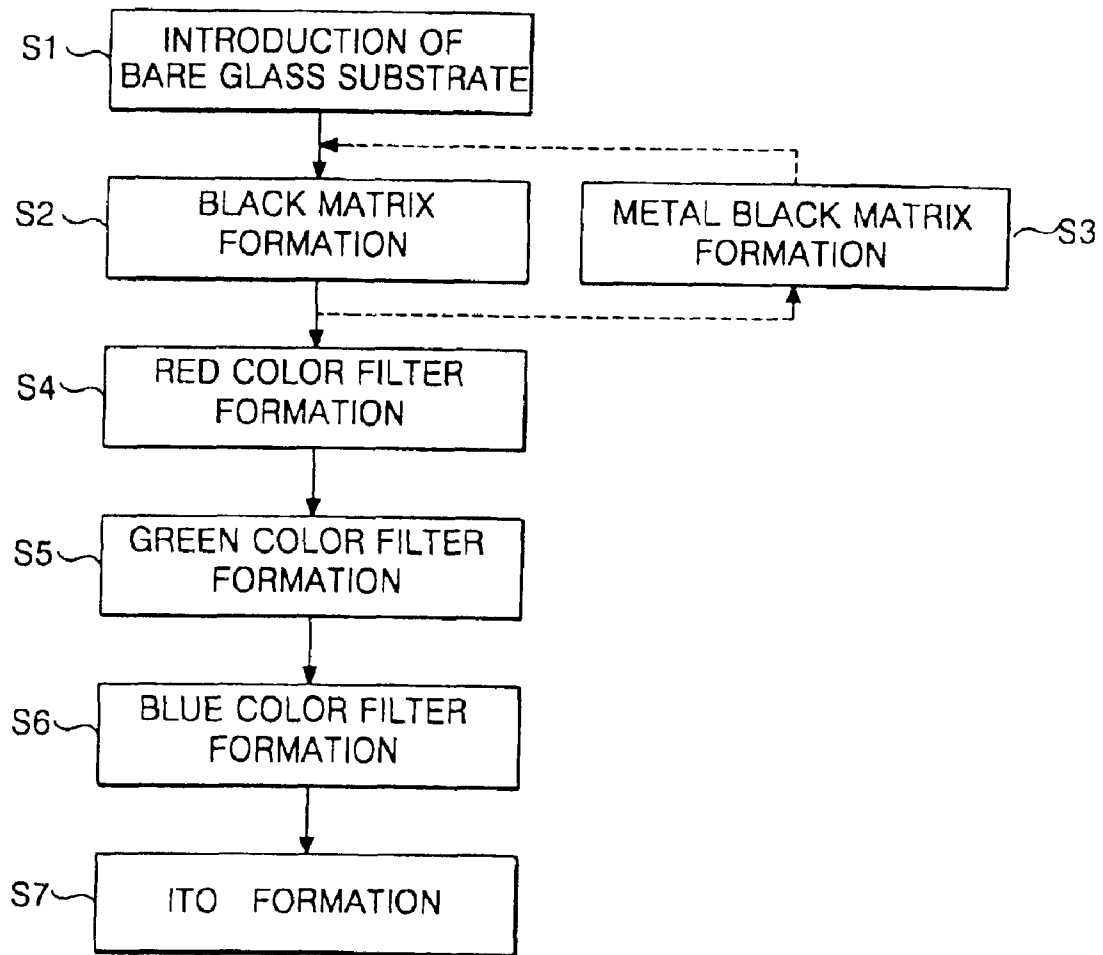 S1
INTRODUCTION OF
BARE GLASS SUBSTRATE
S2
BLACK MATRIX
FORMATION
METAL BLACK MATRIX
FORMATION
S3
S4
RED COLOR FILTER
FORMATION
S5
GREEN COLOR FILTER
FORMATION
S6
BLUE COLOR FILTER
FORMATION
S7
ITO FORMATION